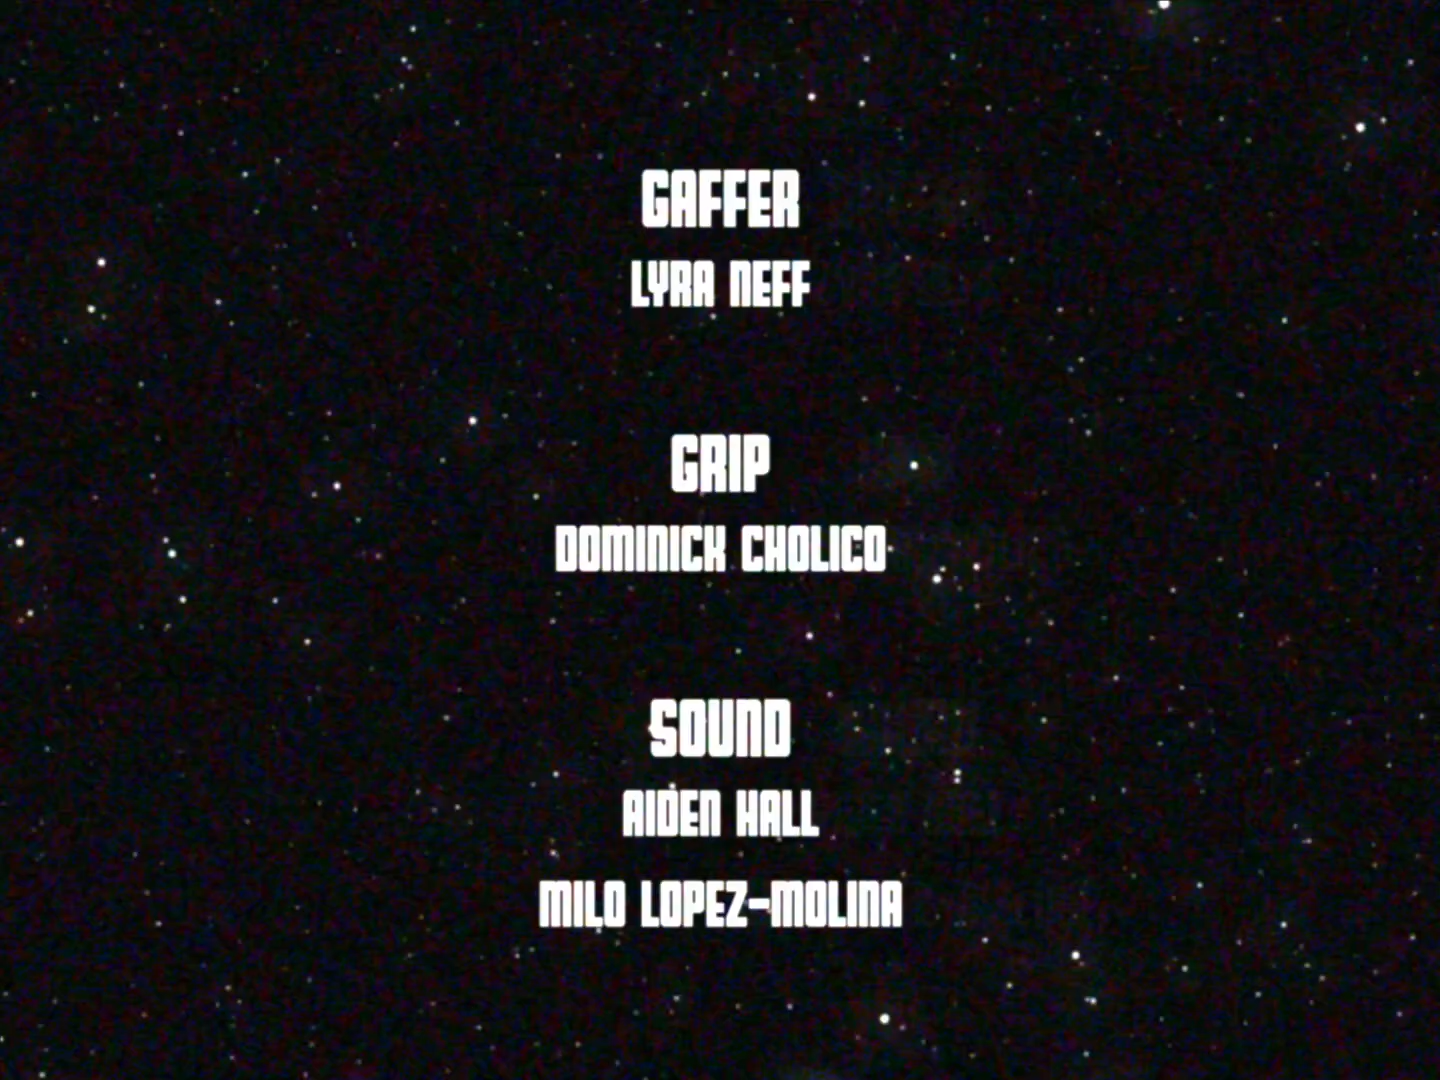 GAFFER
LYRA NEFF
GRIP
DOMINICK CHOLICO
SOUND
AIDEN HALL
MILO LOPEZ-MOLINA